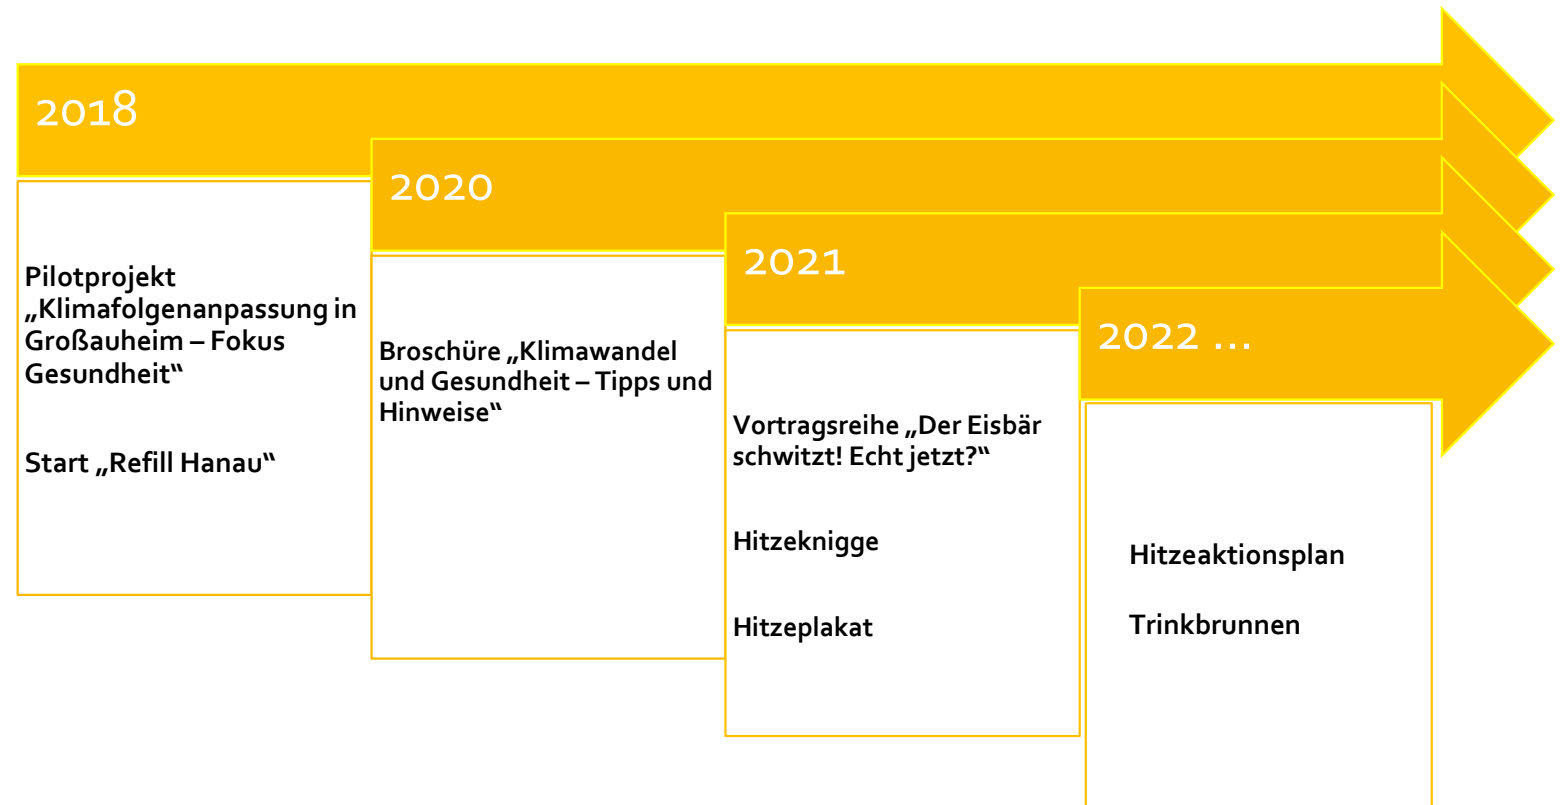 2018
Pilotprojekt
„Klimafolgenanpassung in
Großauheim – Fokus
Gesundheit“
Start „Refill Hanau“
2020
Broschüre „Klimawandel
und Gesundheit – Tipps und
Hinweise“
2021
Vortragsreihe „Der Eisbär
schwitzt! Echt jetzt?“
Hitzeknigge
Hitzeplakat
2022 ...
Hitzeaktionsplan
Trinkbrunnen